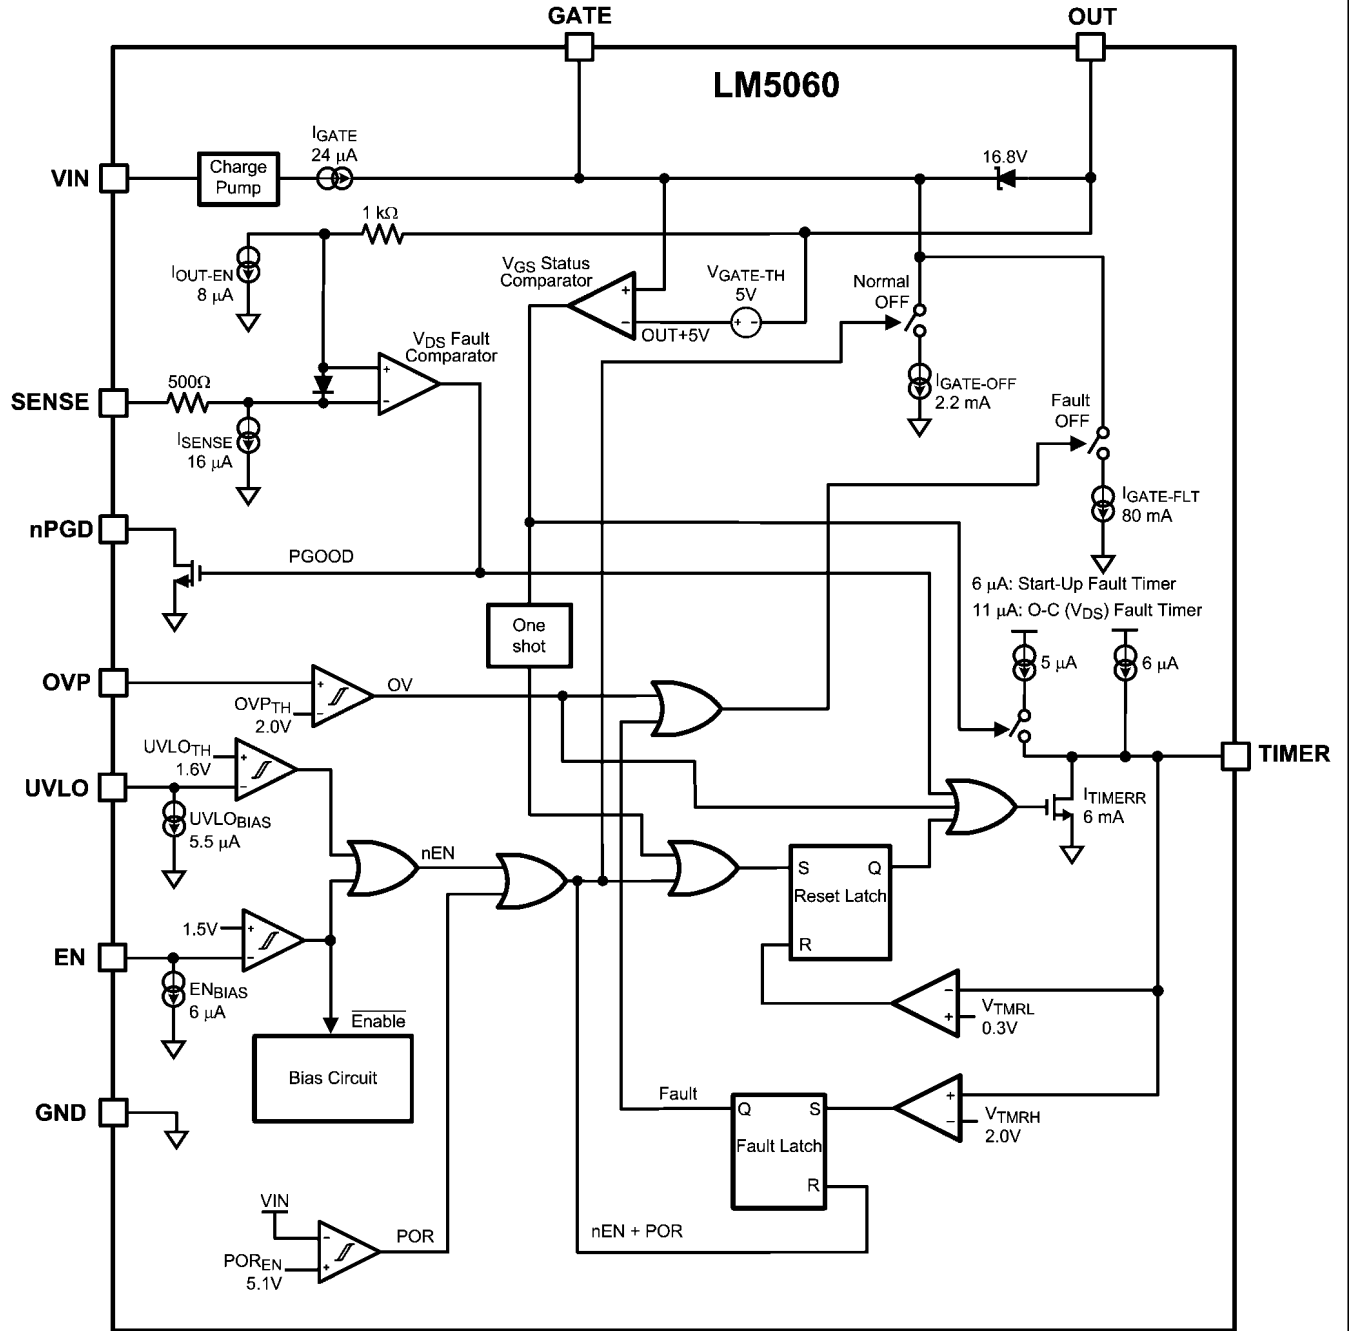 GATE
OUT
LM5060
IGATE
24 µA
16.8V
VIN
Charge
Pump
1 kΩ
IOUT-EN
8 µA
VGS Status
Comparator
VGATE-TH
5V
Normal
OFF
+
−
+ -
OUT+5V
VDS Fault
Comparator
IGATE-OFF
2.2 mA
500Ω
SENSE
+
−
Fault
OFF
ISENSE
16 µA
IGATE-FLT
80 mA
nPGD
PGOOD
6 µA: Start-Up Fault Timer
11 µA: O-C (VDS) Fault Timer
One
shot
5 µA
6 µA
OVP
+
−
OV
OVPTH
2.0V
UVLOTH
1.6V
+
−
UVLO
TIMER
UVLOBIAS
5.5 µA
ITIMERR
6 mA
nEN
S
Q
Reset Latch
R
1.5V
+
−
EN
ENBIAS
6 µA
Enable
−
+
VTMRL
0.3V
Bias Circuit
GND
Fault
Q
S
Fault Latch
R
+
−
VTMRH
2.0V
VIN
−
+
POR
POREN
5.1V
nEN + POR